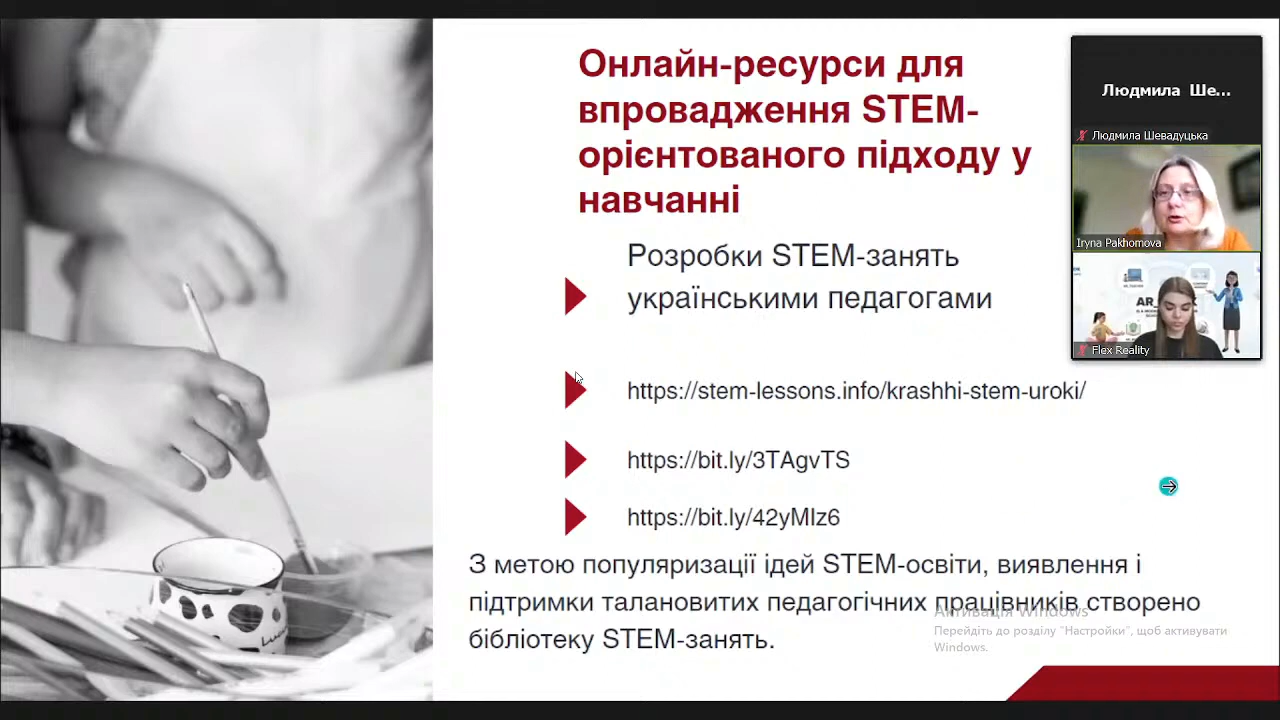 Онлайн-ресурси для
впровадження STEM-
орієнтованого підходу у
навчанні
Розробки STEM-занять
українськими педагогами
https://stem-lessons.info/krashhi-stem-uroki/
https://bit.ly/3TAgvTS
https://bit.ly/42yMIz6
З метою популяризації ідей STEM-освіти, виявлення і
підтримки талановитих педагогічних працівників створено
бібліотеку STEM-занять.
Людмила Ше...
Людмила Шевадуцька
Iryna Pakhomova
AR_
Flex Reality
Активація Windows
Перейдіть до розділу "Настройки", щоб активувати
Windows.